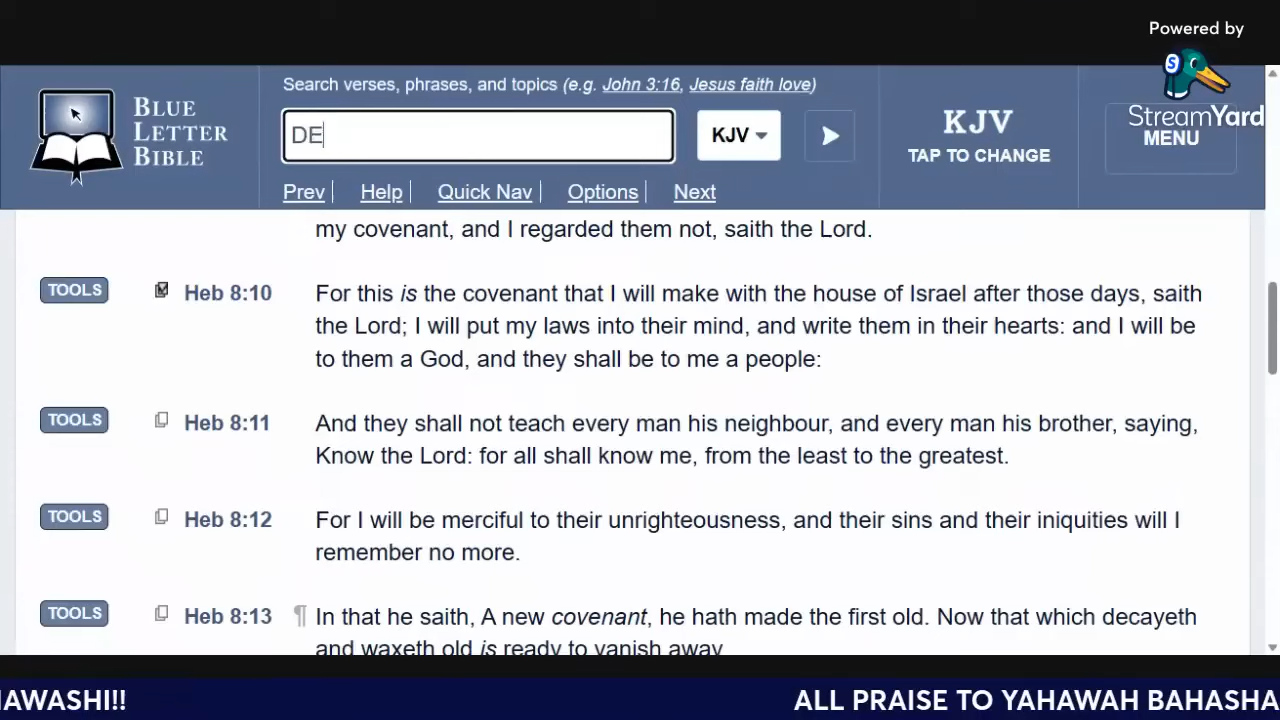 Powered by
StreamYard
BLUE
LETTER
BIBLE
Search verses, phrases, and topics (e.g. John 3:16, Jesus faith love)
DE
KJV
KJV
TAP TO CHANGE
MENU
Prev
Help
Quick Nav
Options
Next
my covenant, and I regarded them not, saith the Lord.
TOOLS Heb 8:10 For this is the covenant that I will make with the house of Israel after those days, saith
the Lord; I will put my laws into their mind, and write them in their hearts: and I will be
to them a God, and they shall be to me a people:
TOOLS Heb 8:11 And they shall not teach every man his neighbour, and every man his brother, saying,
Know the Lord: for all shall know me, from the least to the greatest.
TOOLS Heb 8:12 For I will be merciful to their unrighteousness, and their sins and their iniquities will I
remember no more.
TOOLS Heb 8:13 ¶ In that he saith, A new covenant, he hath made the first old. Now that which decayeth
and waxeth old is ready to vanish away
AWASHI!! ALL PRAISE TO YAHAWAH BAHASHA